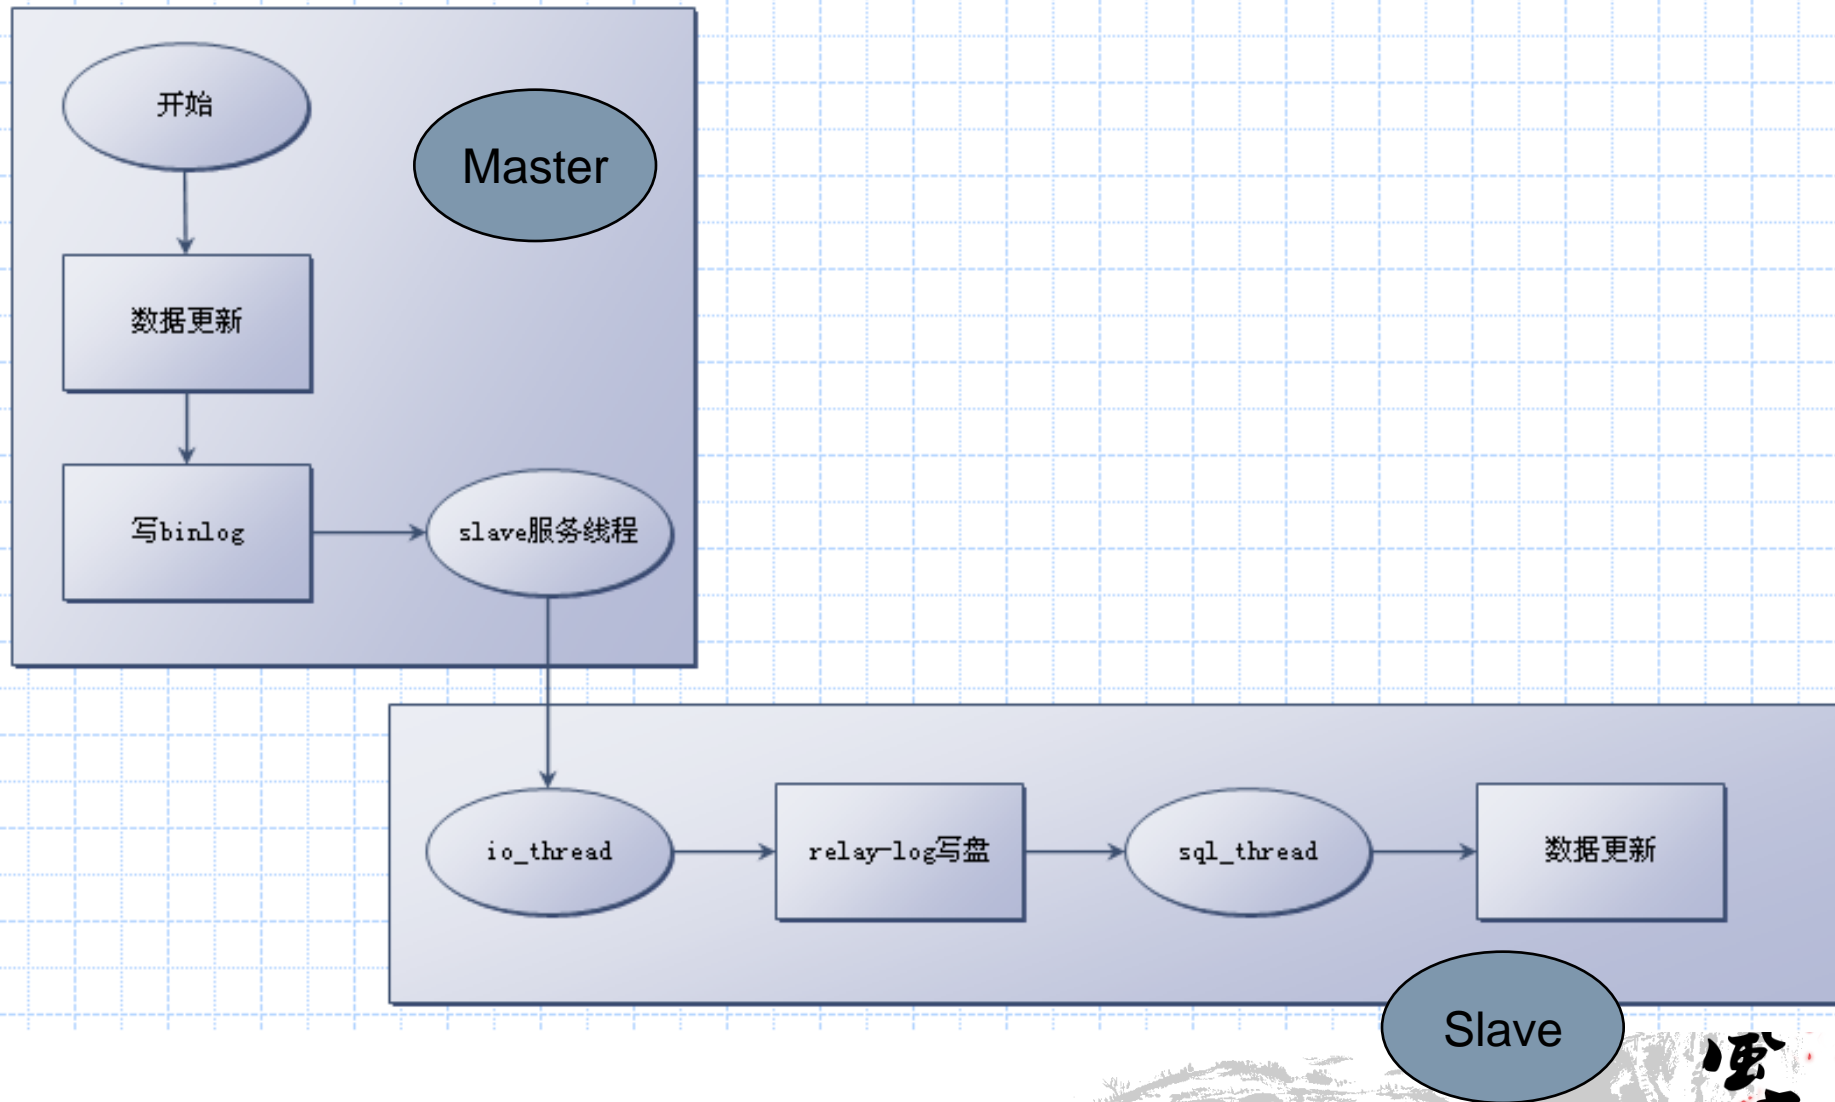 开始
Master
数据更新
写binlog
slave服务线程
io_thread
relay-log写盘
sql_thread
数据更新
Slave